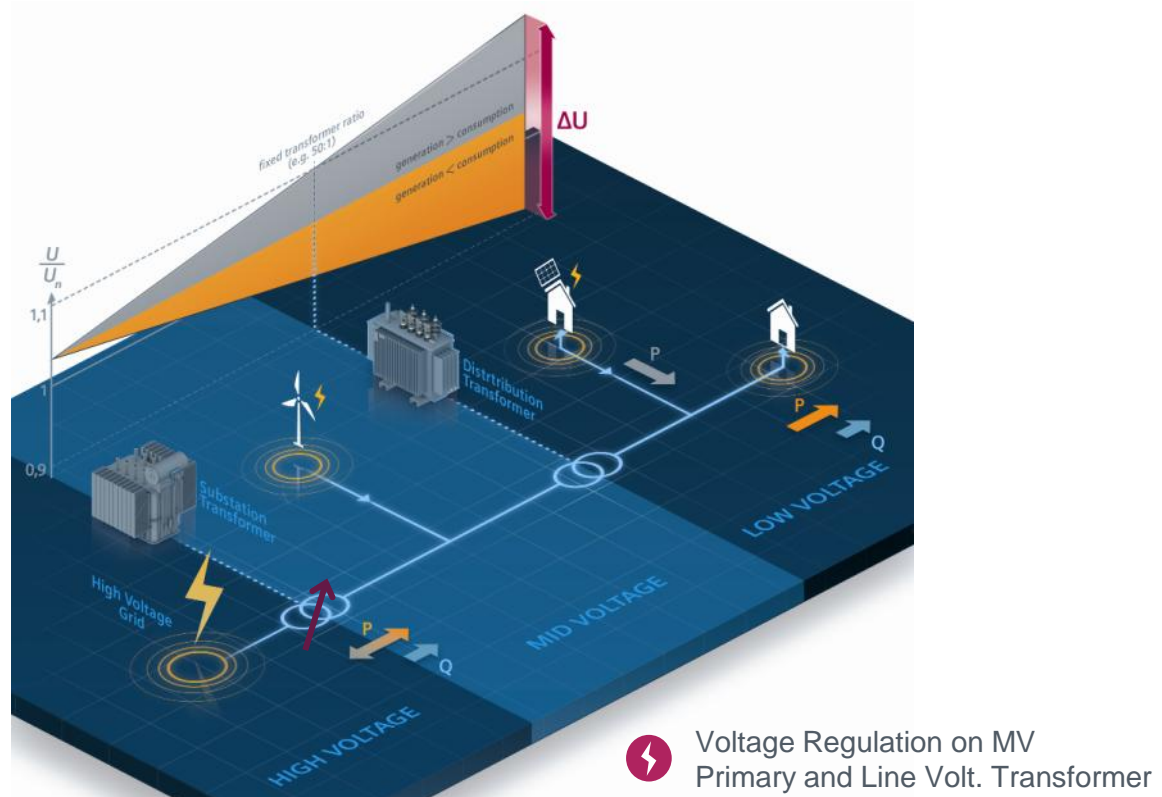 ΔU
fixed transformer ratio
(e.g. 50:1)
generation > consumption
generation < consumption
U
Un
1,1
1
0,9
P
Distrtribution
Transformer
P
Q
Substation
Transformer
LOW VOLTAGE
High Voltage
Grid
P
Q
MID VOLTAGE
HIGH VOLTAGE
Voltage Regulation on MV
Primary and Line Volt. Transformer